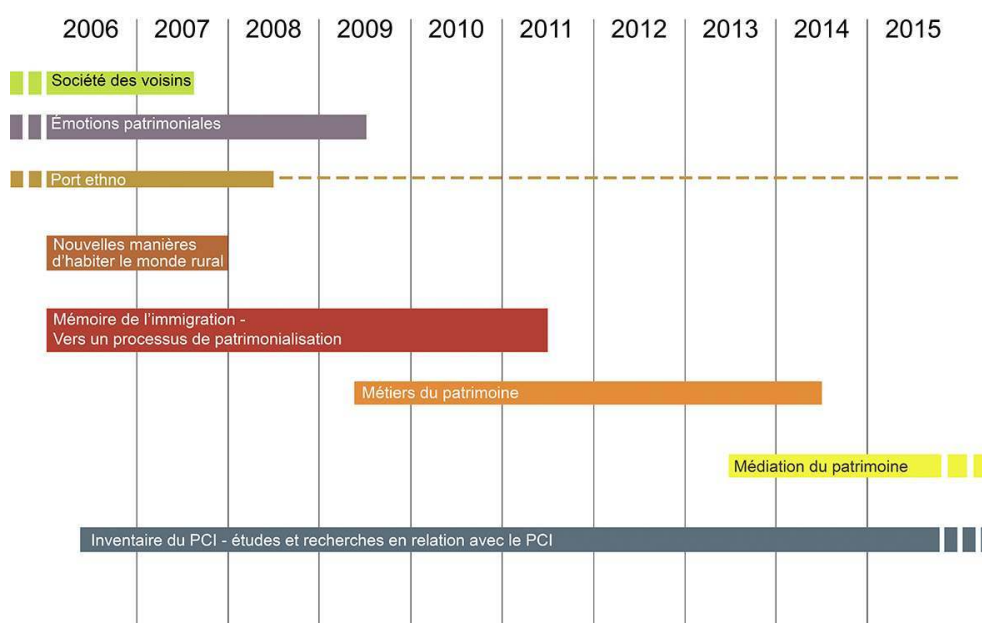 2006 2007 2008 2009 2010 2011 2012 2013 2014 2015
Société des voisins
Émotions patrimoniales
Port ethno
Nouvelles manières
d'habiter le monde rural
Mémoire de l'immigration -
Vers un processus de patrimonialisation
Métiers du patrimoine
Médiation du patrimoine
Inventaire du PCI - études et recherches en relation avec le PCI